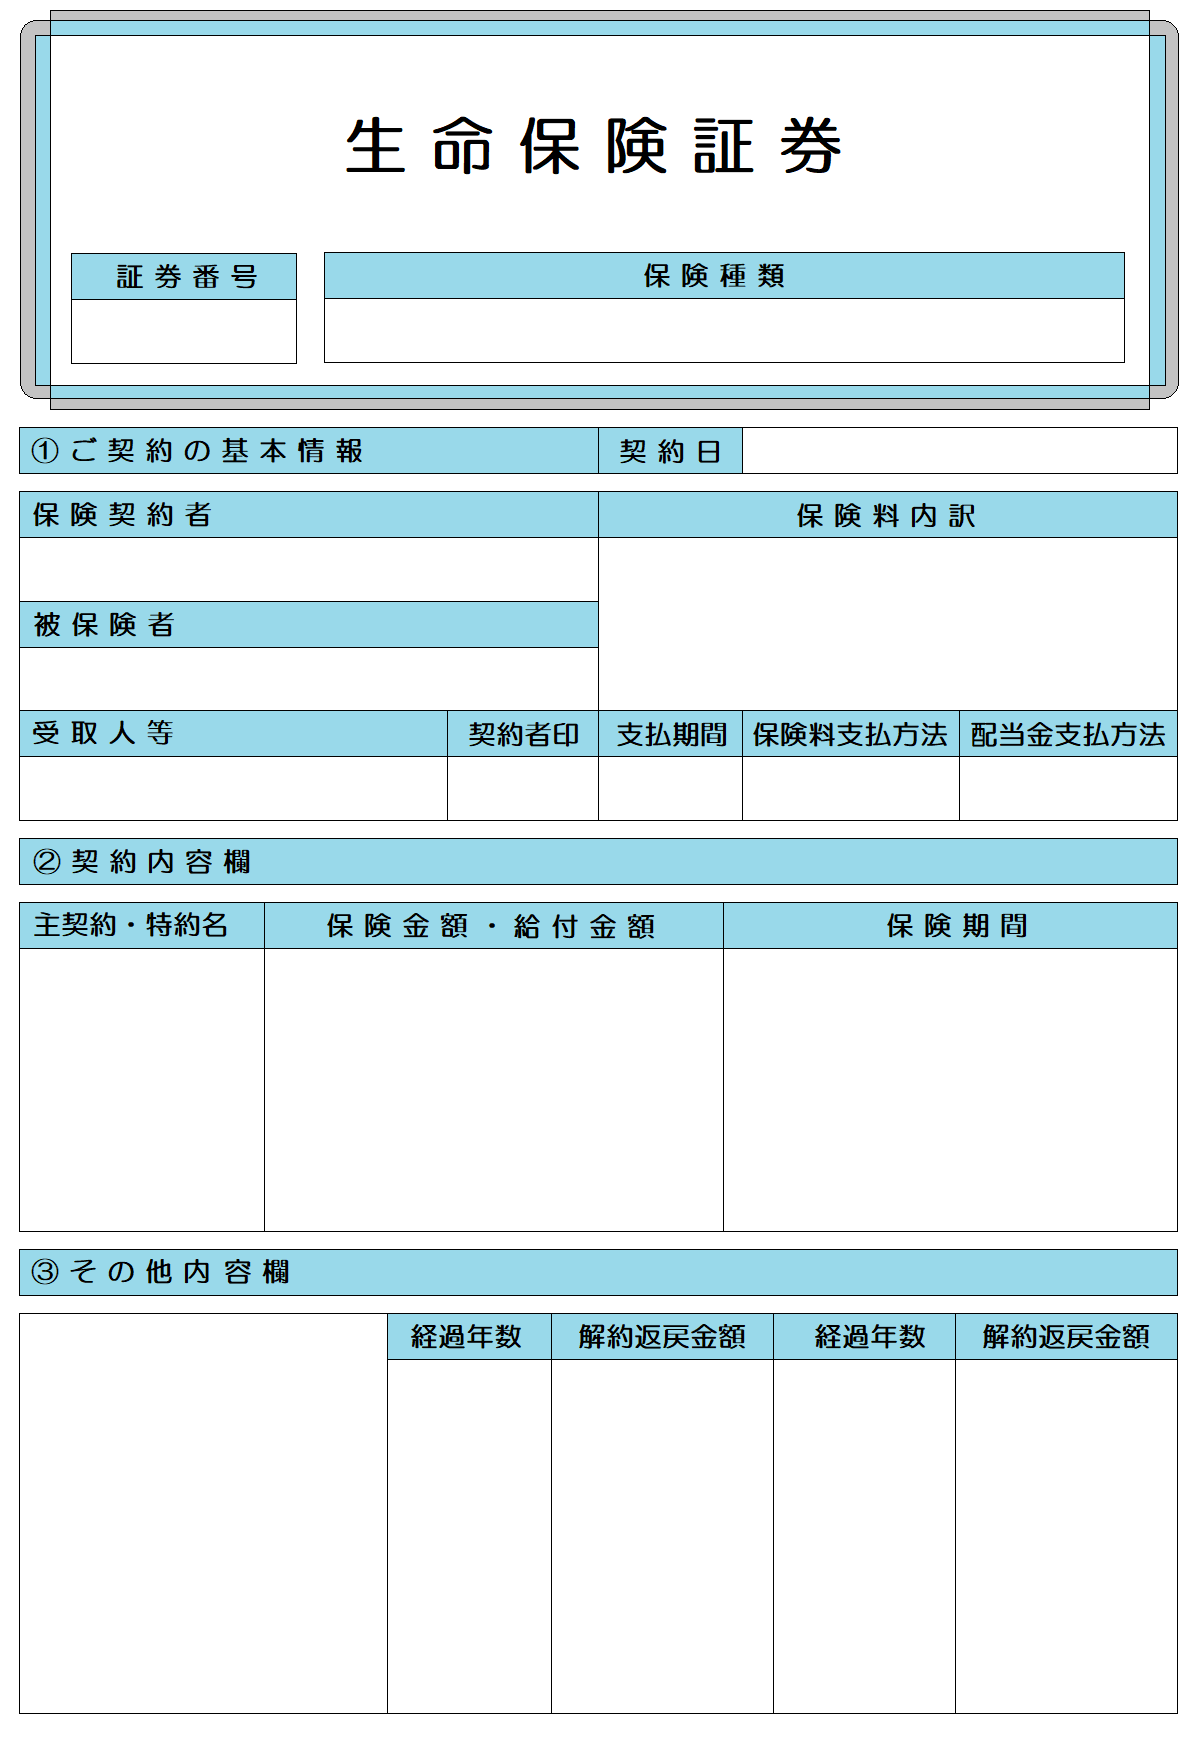 生命保険証券
証券番号 保険種類
①ご契約の基本情報 契約日
保険契約者 保険料内訳
被保険者
受取人等 契約者印 支払期間 保険料支払方法 配当金支払方法
②契約内容欄
主契約・特約名 保険金額・給付金額 保険期間
③その他内容欄
経過年数 解約返戻金額 経過年数 解約返戻金額